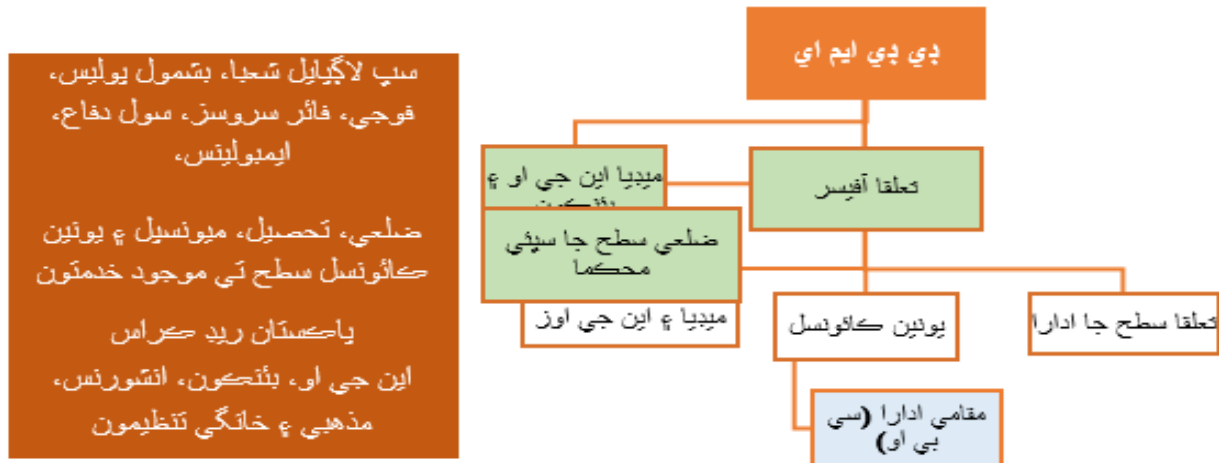 سڀ لاڳاپيل شعبا، بشمول پوليس،
فوجي، فائر سروسز، سول دفاع،
ايمبولينس،
ضلعي، تحصيل، ميونسپل ۽ يونين
ڪائونسل سطح تي موجود خدمتون
پاڪستان ريڊ ڪراس
اين جي او، بئنڪون، انشورنس،
مذهبي ۽ خانگي تنظيمون
ڊي ڊي ايم اي
ميڊيا اين جي او ۽
بئنڪون
تعلقا آفيسر
ضلعي سطح جا سڀئي
محڪما
ميڊيا ۽ اين جي اوز
يونين ڪائونسل
تعلقا سطح جا ادارا
مقامي ادارا (سي
بي او)